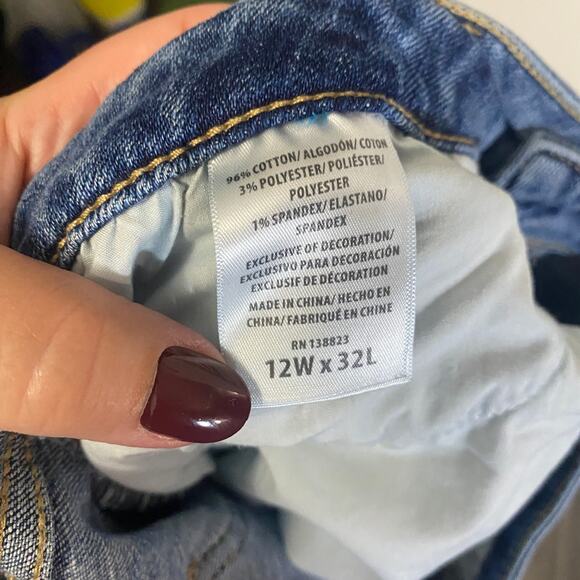 96% COTTON/ ALGODÓN/ COTON
3% POLYESTER/ POLIÉSTER/
POLYESTER
1% SPANDEX/ ELASTANO/
SPANDEX
EXCLUSIVE OF DECORATION/
EXCLUSIVO PARA DECORACIÓN
EXCLUSIF DE DÉCORATION
MADE IN CHINA/ HECHO EN
CHINA/ FABRIQUÉ EN CHINE
RN 138823
12W x 32L